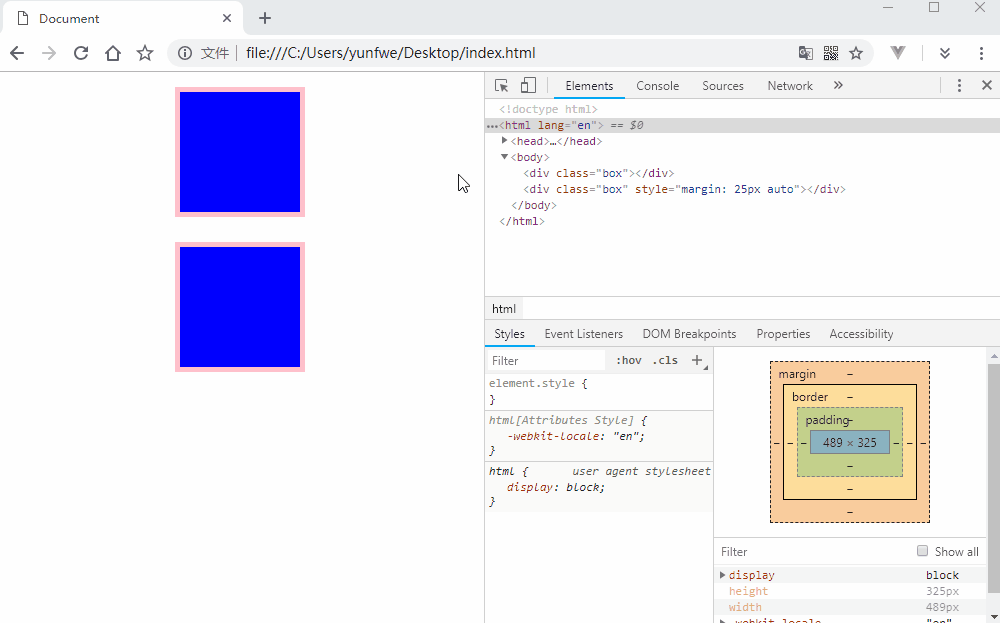 Document
文件 file:///C:/Users/yunfwe/Desktop/index.html
Elements Console Sources Network »
<!doctype html>
…<html lang="en"> == $0
<head>…</head>
<body>
<div class="box"></div>
<div class="box" style="margin: 25px auto"></div>
</body>
</html>
html
Styles Event Listeners DOM Breakpoints Properties Accessibility
Filter :hov .cls +
element.style {
}
html[Attributes Style] {
-webkit-locale: "en";
}
html { user agent stylesheet
display: block;
}
margin –
border –
padding –
– – – 489 × 325 – – –
–
–
–
Filter Show all
display block
height 325px
width 489px
-webkit-locale "en"